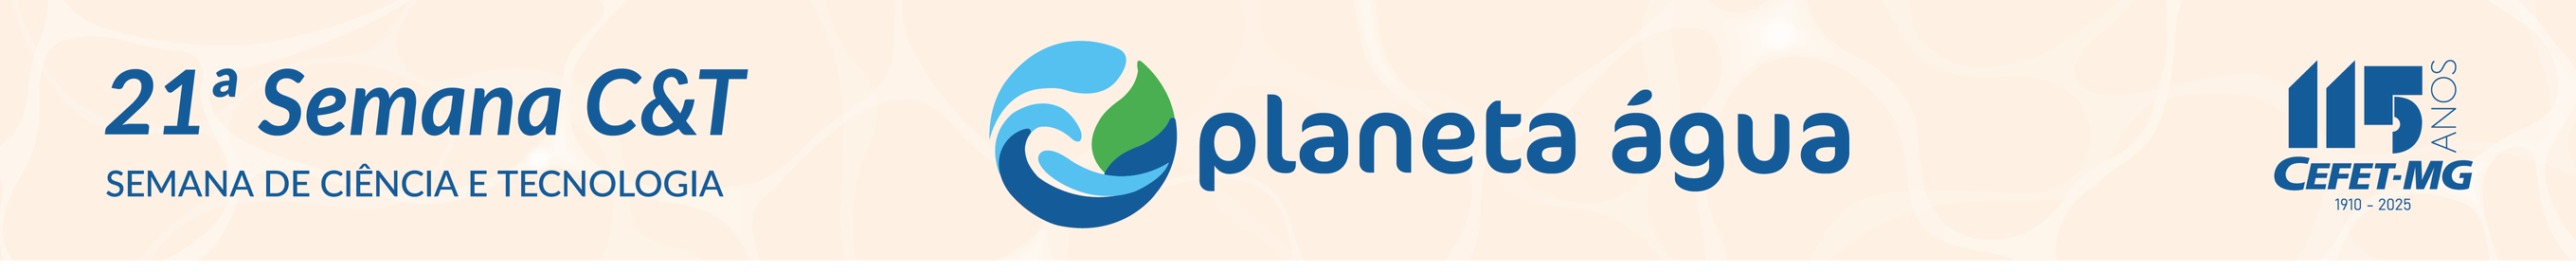 21ª Semana C&T
SEMANA DE CIÊNCIA E TECNOLOGIA
planeta água
115 ANOS
CEFET-MG
1910 - 2025